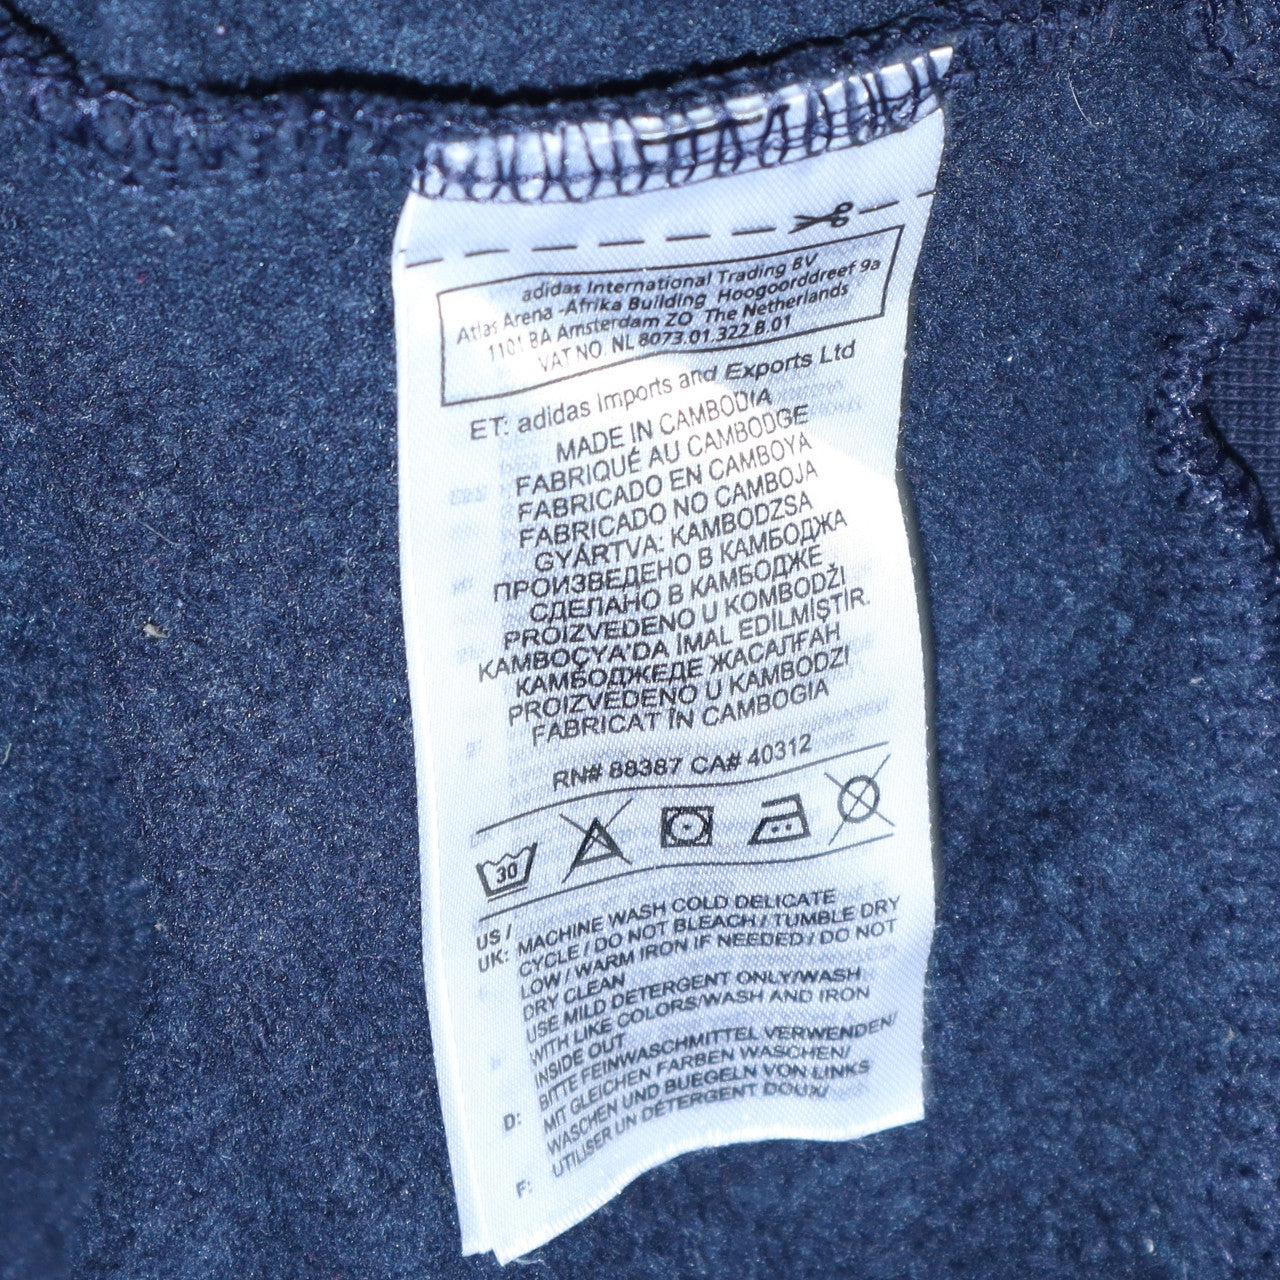 adidas International Trading BV
Atlas Arena -Afrika Building Hoogoorddreef 9a
1101 BA Amsterdam ZO The Netherlands
VAT NO. NL 8073.01.322.B.01
ET: adidas Imports and Exports Ltd
MADE IN CAMBODIA
FABRIQUÉ AU CAMBODGE
FABRICADO EN CAMBOYA
FABRICADO NO CAMBOJA
GYÁRTVA: KAMBODZSA
ПРОИЗВЕДЕНО В КАМБОДЖА
СДЕЛАНО В КАМБОДЖЕ
PROIZVEDENO U KOMBODŽI
KAMBOÇYA'DA İMAL EDİLMİŞTİR.
КАМБОДЖЕДЕ ЖАСАЛҒАН
PROIZVEDENO U KAMBODZI
FABRICAT ÎN CAMBOGIA
RN# 88387 CA# 40312
30
US / UK: MACHINE WASH COLD DELICATE
CYCLE / DO NOT BLEACH / TUMBLE DRY
LOW / WARM IRON IF NEEDED / DO NOT
DRY CLEAN
USE MILD DETERGENT ONLY/WASH
WITH LIKE COLORS/WASH AND IRON
INSIDE OUT
D: BITTE FEINWASCHMITTEL VERWENDEN/
MIT GLEICHEN FARBEN WASCHEN/
WASCHEN UND BUEGELN VON LINKS
F: UTILISER UN DÉTERGENT DOUX/